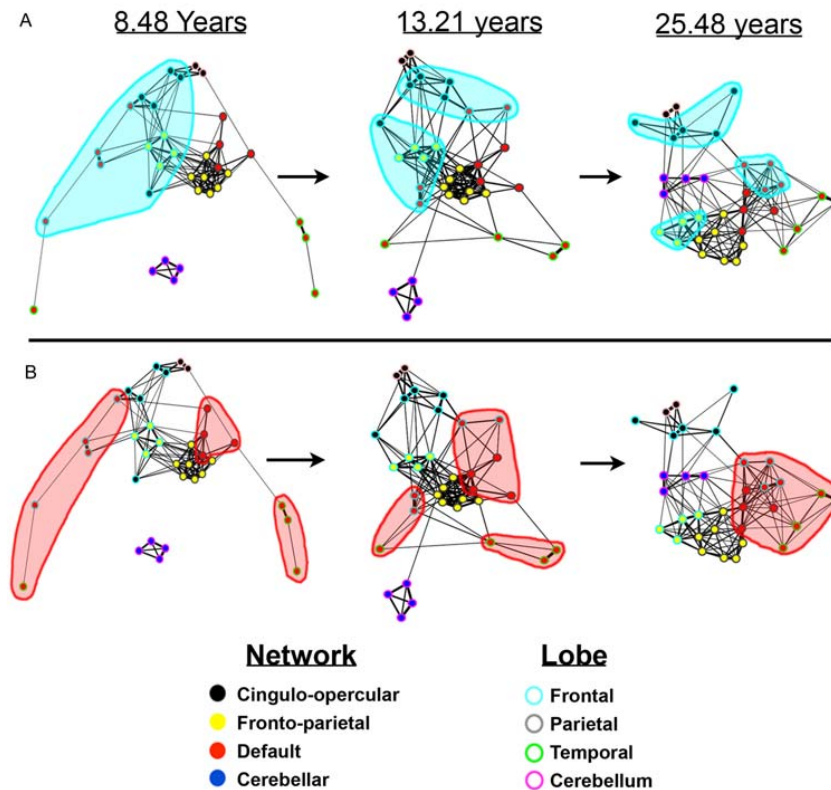 A
8.48 Years
13.21 years
25.48 years
B
Network
Cingulo-opercular
Fronto-parietal
Default
Cerebellar
Lobe
Frontal
Parietal
Temporal
Cerebellum